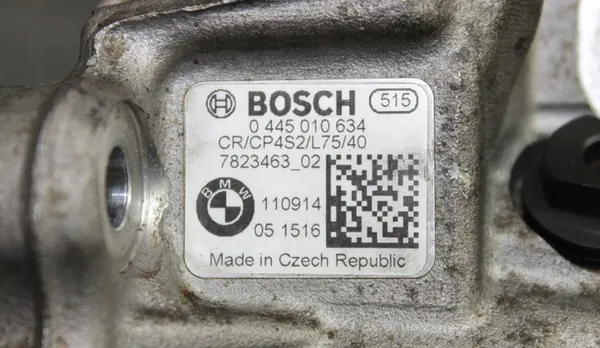 BOSCH 515
0 445 010 634
CR/CP4S2/L75/40
7823463_02
BMW
110914
05 1516
Made in Czech Republic